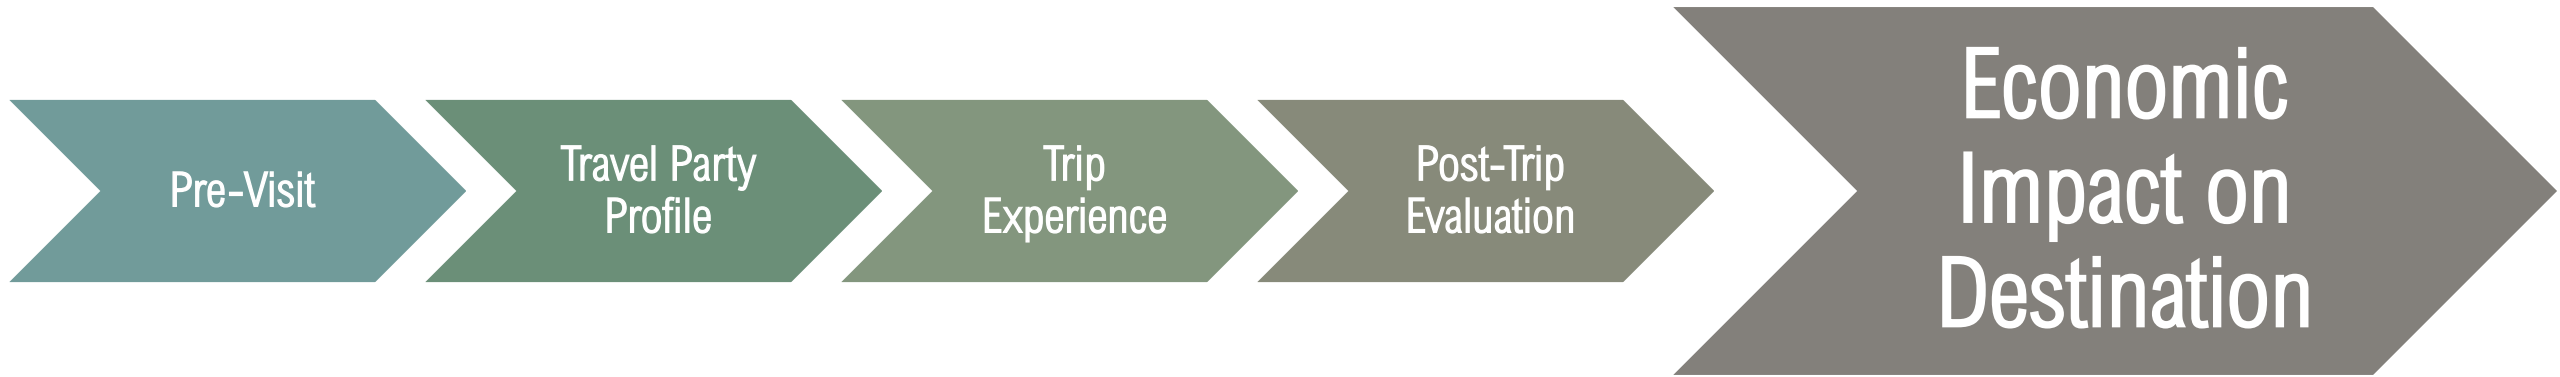 Pre-Visit
Travel Party
Profile
Trip
Experience
Post-Trip
Evaluation
Economic
Impact on
Destination